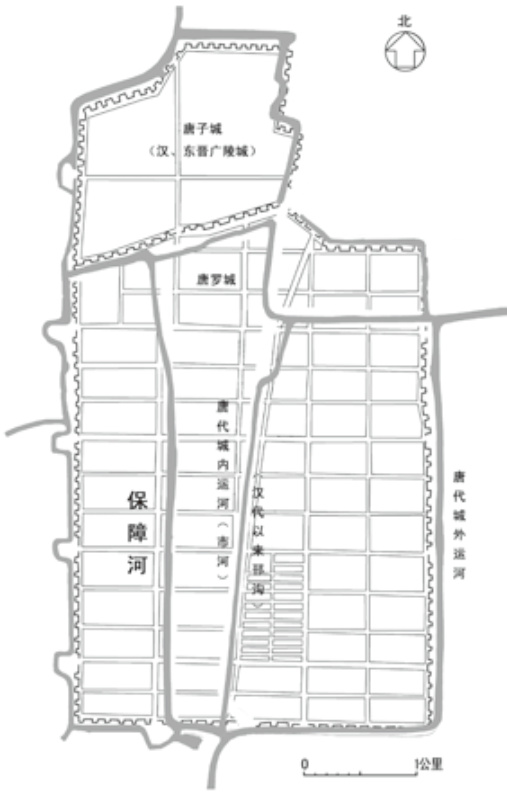 北
唐子城
（汉、东晋广陵城）
唐罗城
唐代城内运河（市河）
（汉代以来邗沟）
保障河
唐代城外运河
0 1公里